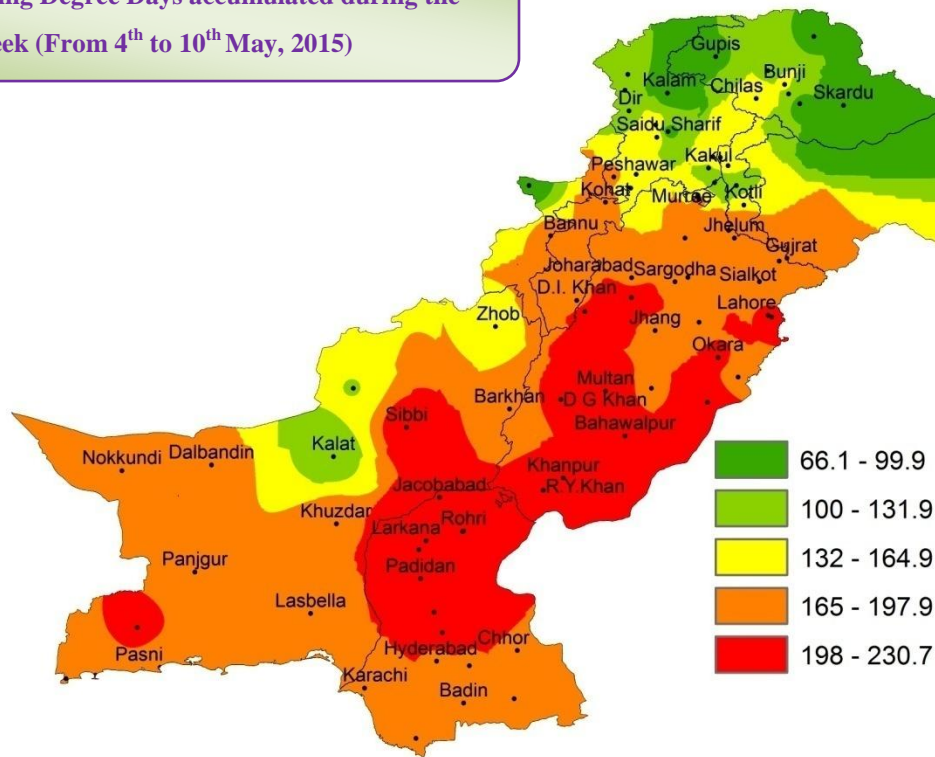 ng Degree Days accumulated during the
eek (From 4th to 10th May, 2015)
Gupis
Bunji
Kalam
Chilas
Skardu
Dir
Saidu Sharif
Kakul
Peshawar
Kohat
Murree
Kotli
Bannu
Jhelum
Gujrat
Joharabad
Sargodha
Sialkot
D.I. Khan
Lahore
Zhob
Jhang
Okara
Multan
Barkhan
D G Khan
Sibbi
Bahawalpur
Kalat
Dalbandin
Nokkundi
Khanpur
R.Y.Khan
Jacobabad
Khuzdar
Larkana
Rohri
Panjgur
Padidan
Lasbella
Chhor
Pasni
Hyderabad
Karachi
Badin
66.1 - 99.9
100 - 131.9
132 - 164.9
165 - 197.9
198 - 230.7